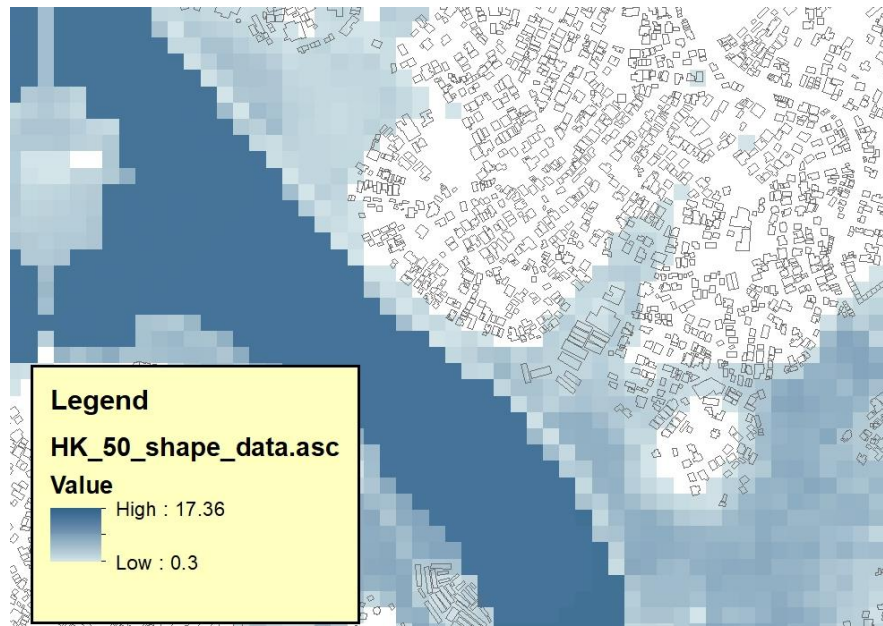 Legend
HK_50_shape_data.asc
Value
High : 17.36
Low : 0.3